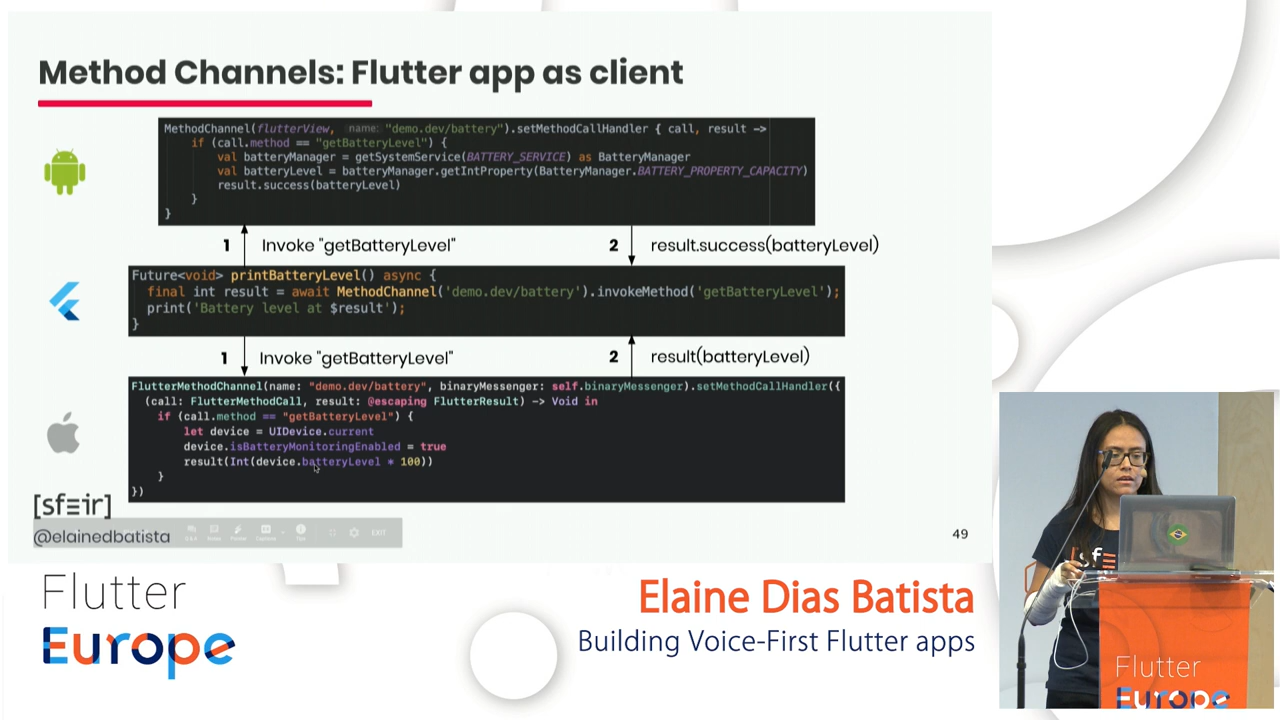 Method Channels: Flutter app as client
MethodChannel(flutterView, name: "demo.dev/battery").setMethodCallHandler { call, result ->
if (call.method == "getBatteryLevel") {
val batteryManager = getSystemService(BATTERY_SERVICE) as BatteryManager
val batteryLevel = batteryManager.getIntProperty(BatteryManager.BATTERY_PROPERTY_CAPACITY)
result.success(batteryLevel)
}
}
1 Invoke "getBatteryLevel" 2 result.success(batteryLevel)
Future<void> printBatteryLevel() async {
final int result = await MethodChannel('demo.dev/battery').invokeMethod('getBatteryLevel');
print('Battery level at $result');
}
1 Invoke "getBatteryLevel" 2 result(batteryLevel)
FlutterMethodChannel(name: "demo.dev/battery", binaryMessenger: self.binaryMessenger).setMethodCallHandler({
(call: FlutterMethodCall, result: @escaping FlutterResult) -> Void in
if (call.method == "getBatteryLevel") {
let device = UIDevice.current
device.isBatteryMonitoringEnabled = true
result(Int(device.batteryLevel * 100))
}
})
[sfeir]
@elainedbatista
EXIT
49
Flutter
Europe
Elaine Dias Batista
Building Voice-First Flutter apps
sfe
Flutter
Europe